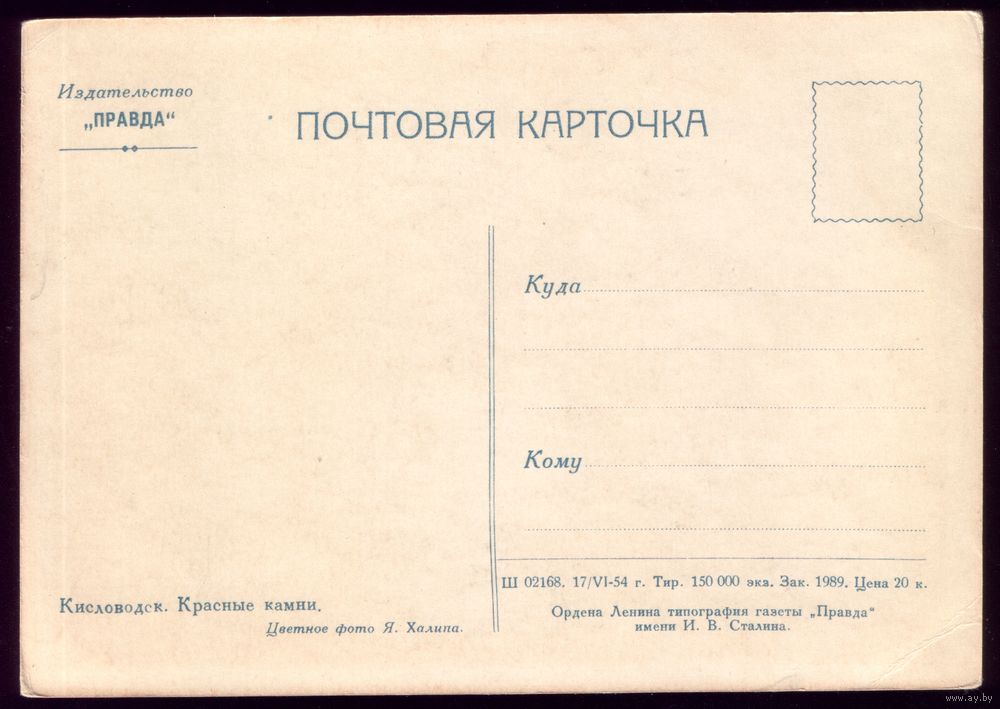 Издательство
„ПРАВДА“
ПОЧТОВАЯ КАРТОЧКА
Куда
Кому
Ш 02168. 17/VI-54 г. Тир. 150 000 экз. Зак. 1989. Цена 20 к.
Ордена Ленина типография газеты „Правда“
имени И. В. Сталина.
Кисловодск. Красные камни.
Цветное фото Я. Халипа.
www.ay.by